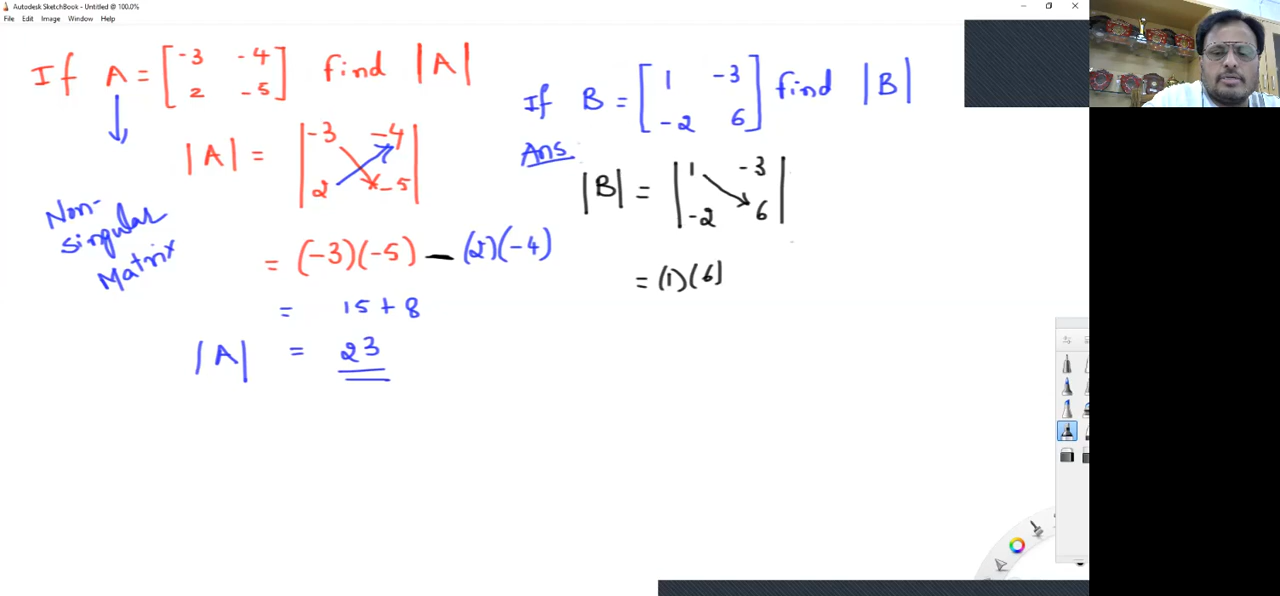 Autodesk SketchBook - Untitled @ 100.0%
File Edit Image Window Help
If A = [ -3 -4
2 -5 ] find |A|
|A| = | -3 -4
2 -5 |
Non-
Singular
Matrix
= (-3)(-5) - (2)(-4)
= 15 + 8
|A| = 23
If B = [ 1 -3
-2 6 ] find |B|
Ans
|B| = | 1 -3
-2 6 |
= (1)(6)